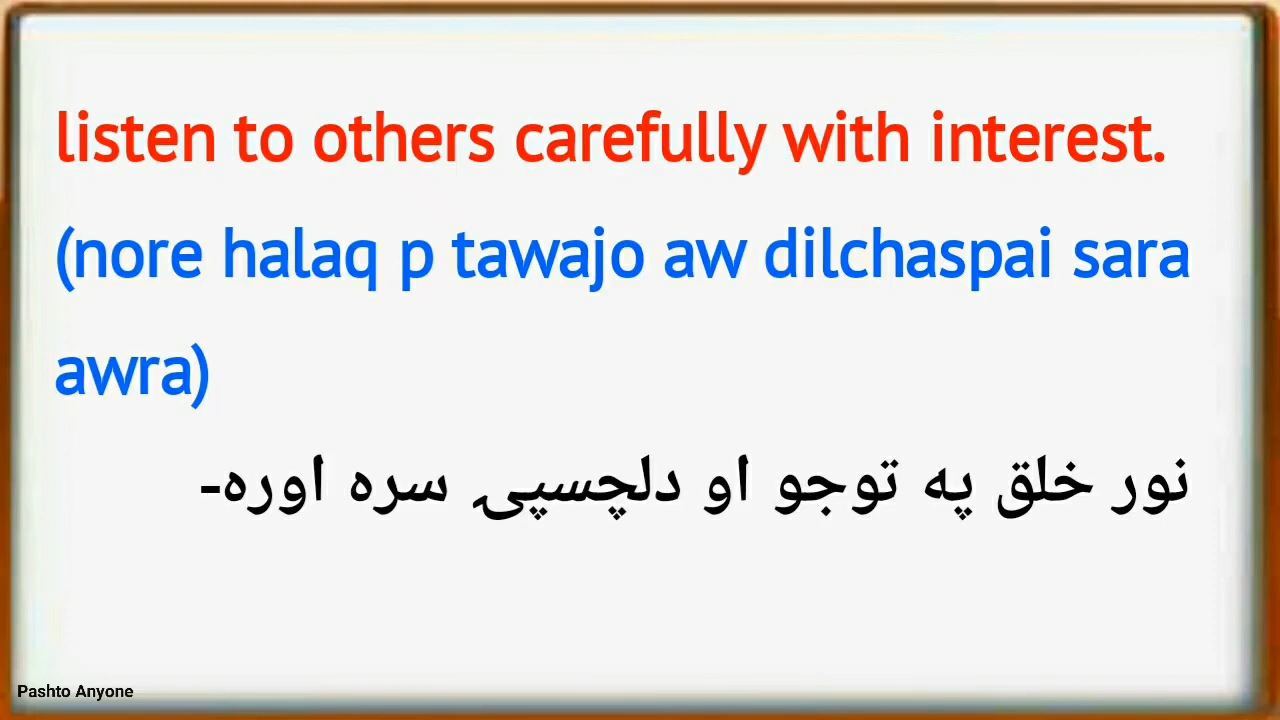 listen to others carefully with interest.
(nore halaq p tawajo aw dilchaspai sara
awra)
نور خلق په توجو او دلچسپۍ سره اوره-
Pashto Anyone